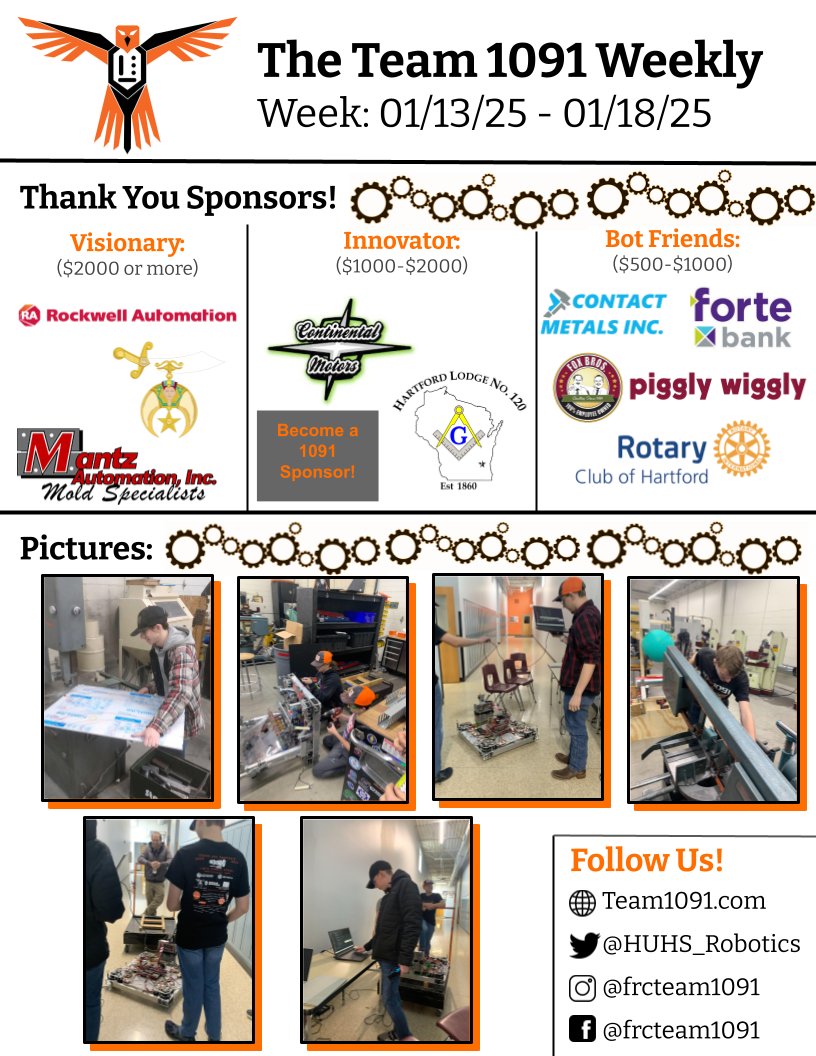 The Team 1091 Weekly
Week: 01/13/25 - 01/18/25
Thank You Sponsors!
Visionary:
($2000 or more)
RA Rockwell Automation
Mantz
Automation, Inc.
Mold Specialists
Innovator:
($1000-$2000)
Continental
Motors
HARTFORD LODGE NO. 120
G
Est 1860
Become a
1091
Sponsor!
Bot Friends:
($500-$1000)
CONTACT
METALS INC.
forte
bank
FOX BROS
100% EMPLOYEE OWNED
piggly wiggly
Rotary
Club of Hartford
Pictures:
Follow Us!
Team1091.com
@HUHS_Robotics
@frcteam1091
@frcteam1091